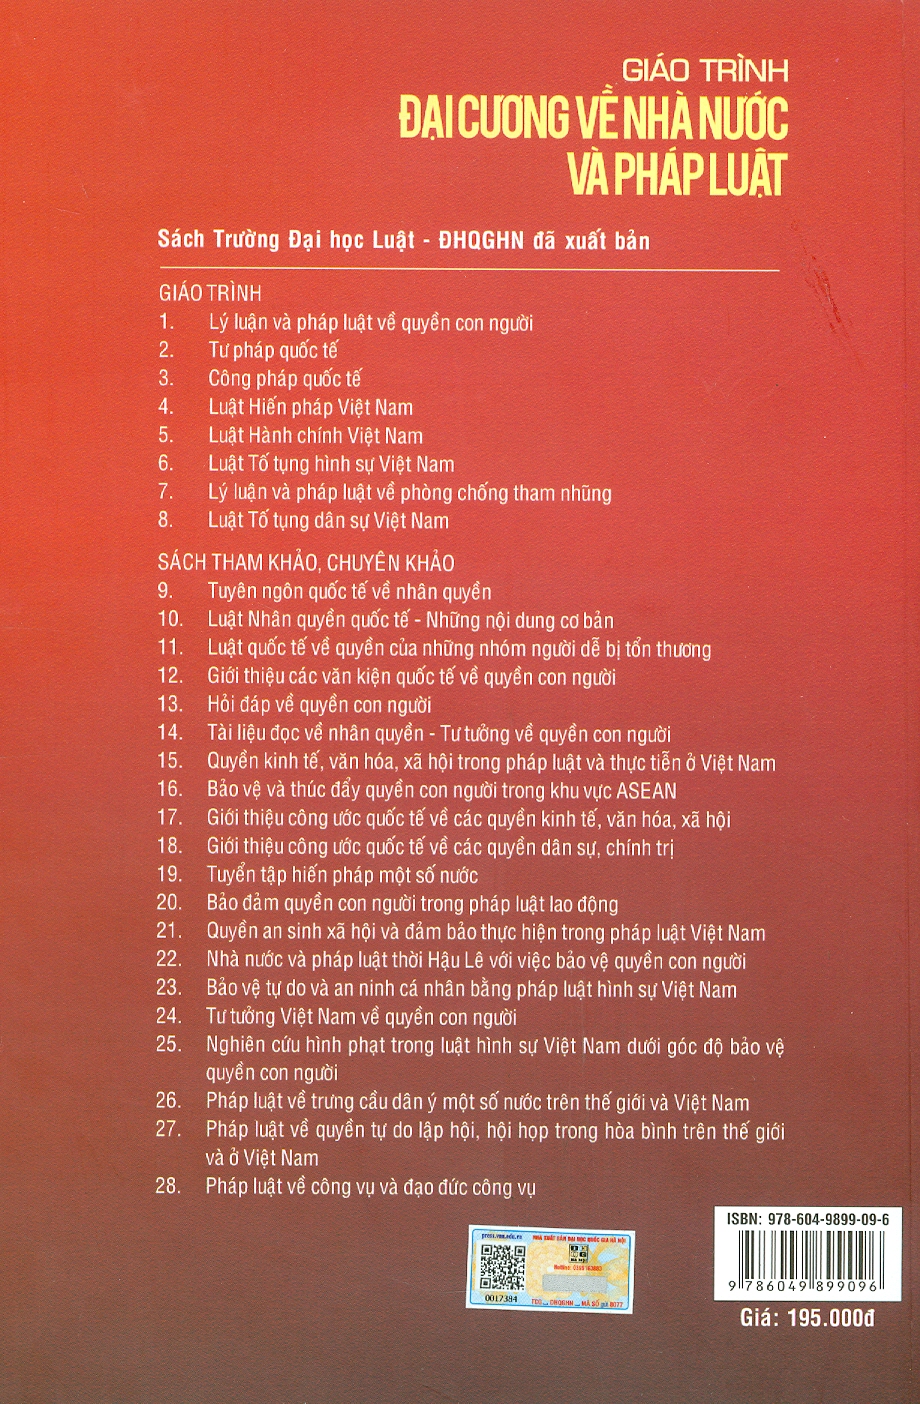 GIÁO TRÌNH
ĐẠI CƯƠNG VỀ NHÀ NƯỚC
VÀ PHÁP LUẬT
Sách Trường Đại học Luật - ĐHQGHN đã xuất bản
GIÁO TRÌNH
1. Lý luận và pháp luật về quyền con người
2. Tư pháp quốc tế
3. Công pháp quốc tế
4. Luật Hiến pháp Việt Nam
5. Luật Hành chính Việt Nam
6. Luật Tố tụng hình sự Việt Nam
7. Lý luận và pháp luật về phòng chống tham nhũng
8. Luật Tố tụng dân sự Việt Nam
SÁCH THAM KHẢO, CHUYÊN KHẢO
9. Tuyên ngôn quốc tế về nhân quyền
10. Luật Nhân quyền quốc tế - Những nội dung cơ bản
11. Luật quốc tế về quyền của những nhóm người dễ bị tổn thương
12. Giới thiệu các văn kiện quốc tế về quyền con người
13. Hỏi đáp về quyền con người
14. Tài liệu đọc về nhân quyền - Tư tưởng về quyền con người
15. Quyền kinh tế, văn hóa, xã hội trong pháp luật và thực tiễn ở Việt Nam
16. Bảo vệ và thúc đẩy quyền con người trong khu vực ASEAN
17. Giới thiệu công ước quốc tế về các quyền kinh tế, văn hóa, xã hội
18. Giới thiệu công ước quốc tế về các quyền dân sự, chính trị
19. Tuyển tập hiến pháp một số nước
20. Bảo đảm quyền con người trong pháp luật lao động
21. Quyền an sinh xã hội và đảm bảo thực hiện trong pháp luật Việt Nam
22. Nhà nước và pháp luật thời Hậu Lê với việc bảo vệ quyền con người
23. Bảo vệ tự do và an ninh cá nhân bằng pháp luật hình sự Việt Nam
24. Tư tưởng Việt Nam về quyền con người
25. Nghiên cứu hình phạt trong luật hình sự Việt Nam dưới góc độ bảo vệ
quyền con người
26. Pháp luật về trưng cầu dân ý một số nước trên thế giới và Việt Nam
27. Pháp luật về quyền tự do lập hội, hội họp trong hòa bình trên thế giới
và ở Việt Nam
28. Pháp luật về công vụ và đạo đức công vụ
ISBN: 978-604-9899-09-6
9 786049 899096
Giá: 195.000đ
press.vnu.edu.vn
NHÀ XUẤT BẢN ĐẠI HỌC QUỐC GIA HÀ NỘI
0017384